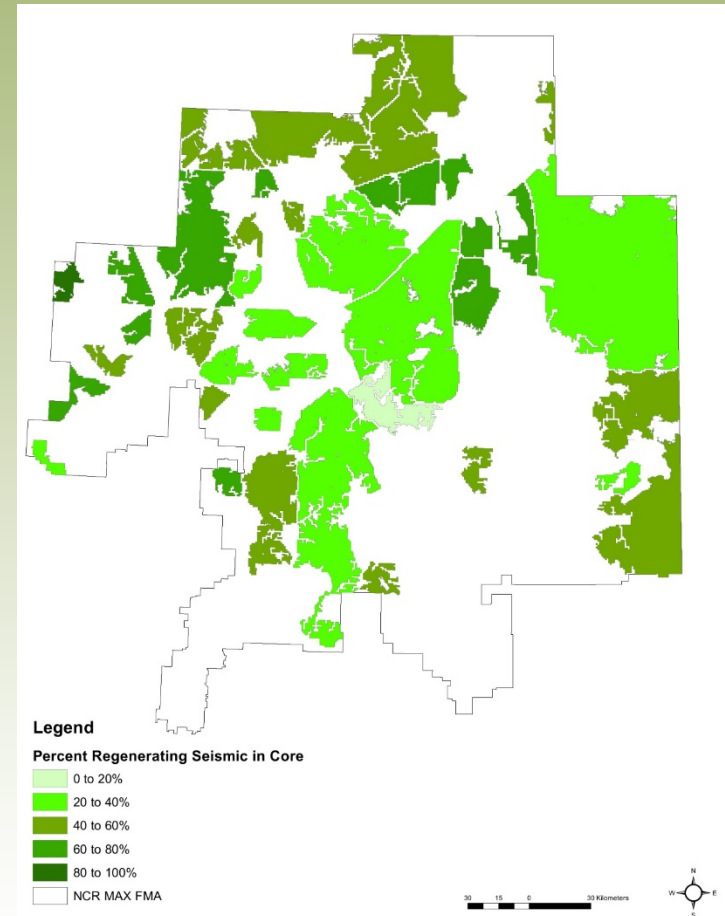 Legend
Percent Regenerating Seismic in Core
0 to 20%
20 to 40%
40 to 60%
60 to 80%
80 to 100%
NCR MAX FMA
30 15 0 30 Kilometers
N
W E
S